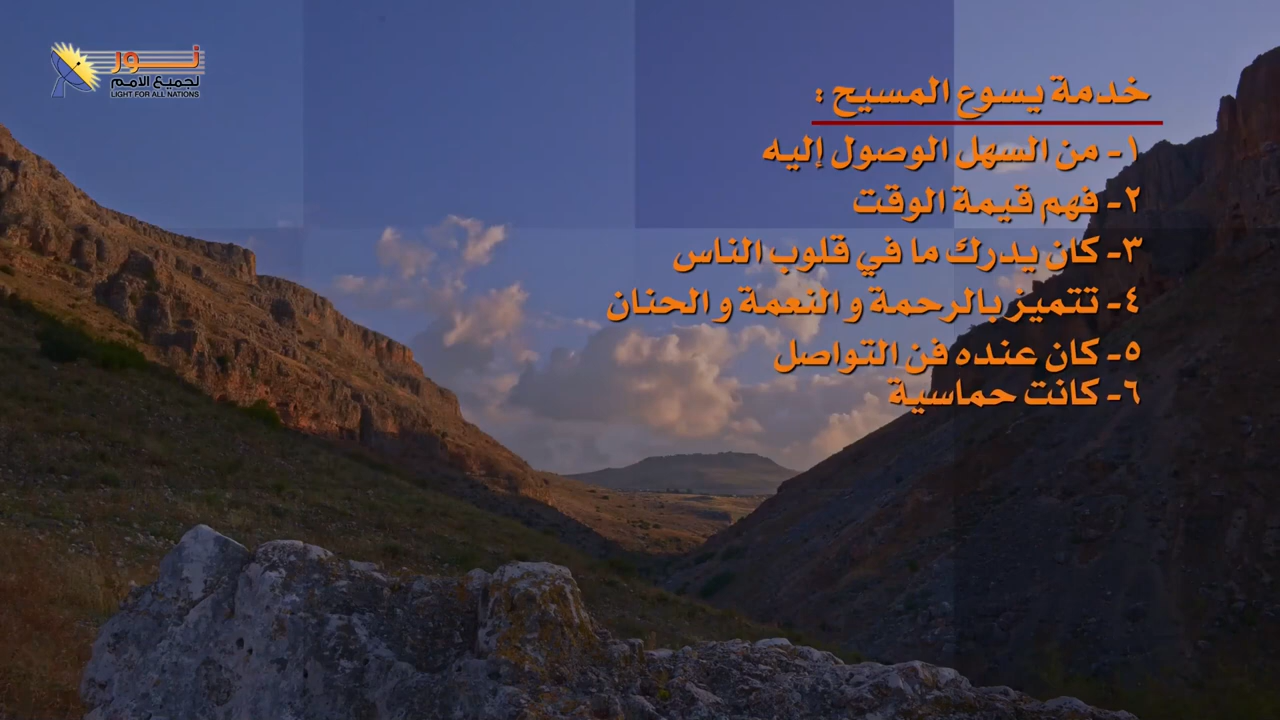 نور
لجميع الامم
LIGHT FOR ALL NATIONS
خدمة يسوع المسيح :
١- من السهل الوصول إليه
٢- فهم قيمة الوقت
٣- كان يدرك ما في قلوب الناس
٤- تتميز بالرحمة و النعمة و الحنان
٥- كان عنده فن التواصل
٦- كانت حماسية